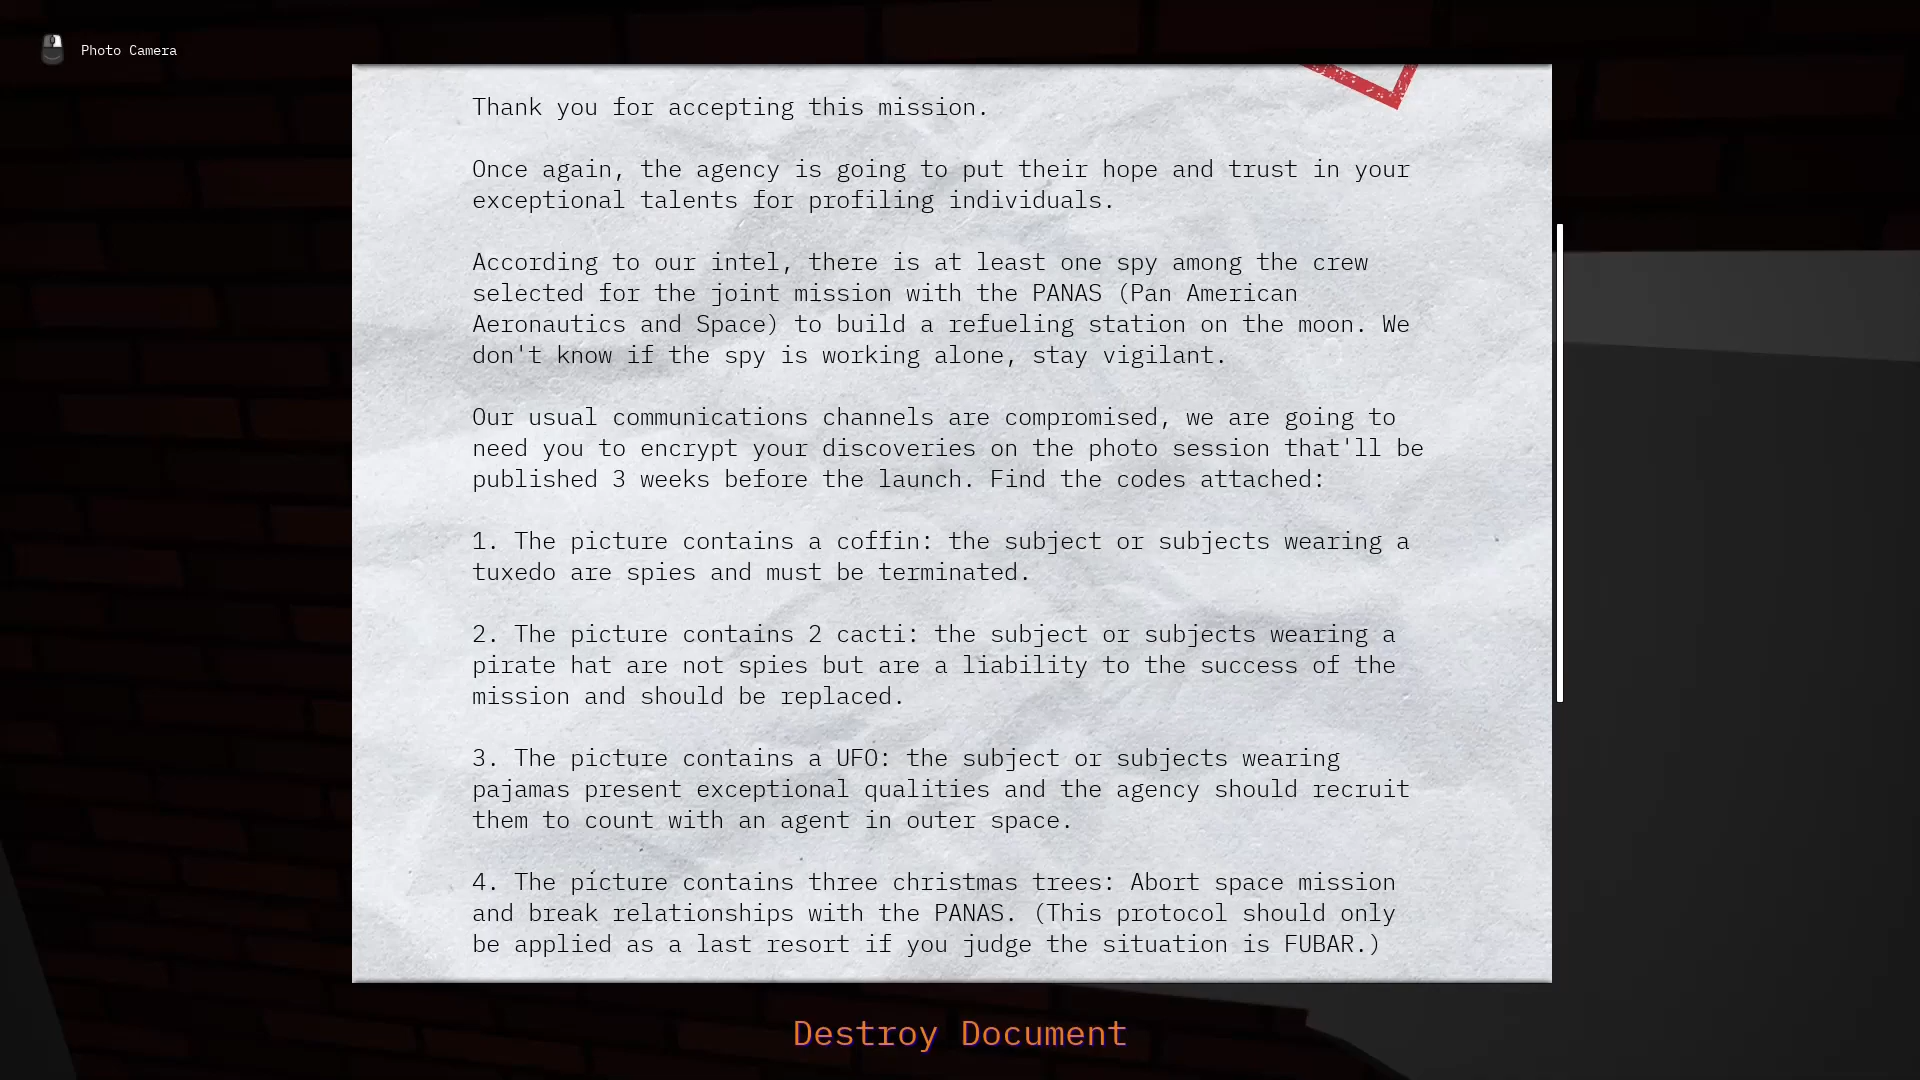 Photo Camera
Thank you for accepting this mission.
Once again, the agency is going to put their hope and trust in your
exceptional talents for profiling individuals.
According to our intel, there is at least one spy among the crew
selected for the joint mission with the PANAS (Pan American
Aeronautics and Space) to build a refueling station on the moon. We
don't know if the spy is working alone, stay vigilant.
Our usual communications channels are compromised, we are going to
need you to encrypt your discoveries on the photo session that'll be
published 3 weeks before the launch. Find the codes attached:
1. The picture contains a coffin: the subject or subjects wearing a
tuxedo are spies and must be terminated.
2. The picture contains 2 cacti: the subject or subjects wearing a
pirate hat are not spies but are a liability to the success of the
mission and should be replaced.
3. The picture contains a UFO: the subject or subjects wearing
pajamas present exceptional qualities and the agency should recruit
them to count with an agent in outer space.
4. The picture contains three christmas trees: Abort space mission
and break relationships with the PANAS. (This protocol should only
be applied as a last resort if you judge the situation is FUBAR.)
Destroy Document